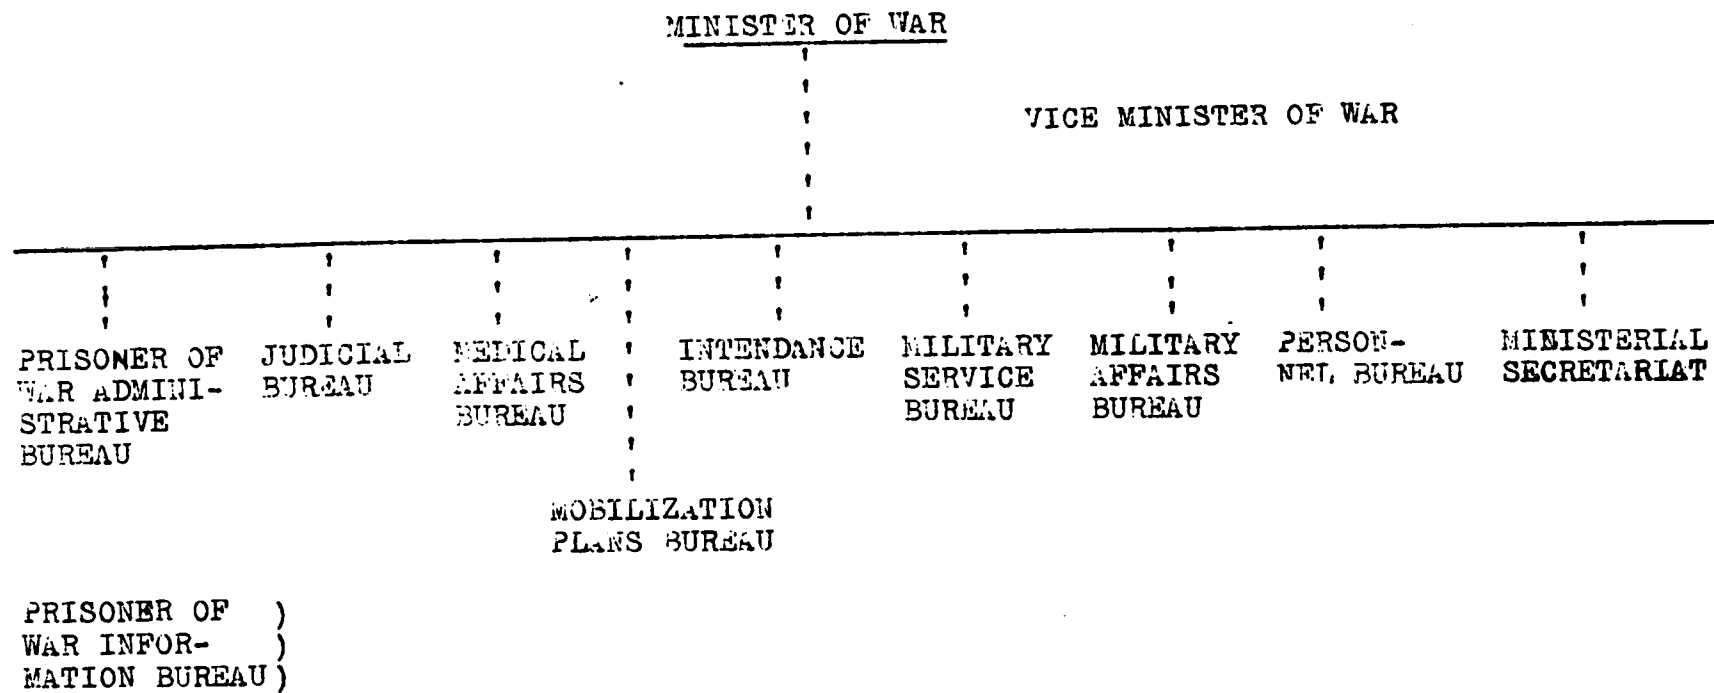 MINISTER OF WAR
VICE MINISTER OF WAR
PRISONER OF
WAR ADMINI-
STRATIVE
BUREAU
JUDICIAL
BUREAU
MEDICAL
AFFAIRS
BUREAU
MOBILIZATION
PLANS BUREAU
INTENDANCE
BUREAU
MILITARY
SERVICE
BUREAU
MILITARY
AFFAIRS
BUREAU
PERSON-
NEL BUREAU
MINISTERIAL
SECRETARIAT
PRISONER OF )
WAR INFOR- )
MATION BUREAU )